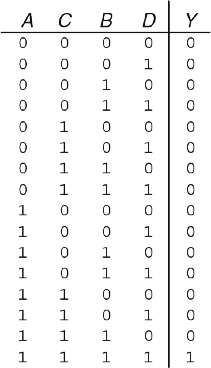 A C B D Y
0 0 0 0 0
0 0 0 1 0
0 0 1 0 0
0 0 1 1 0
0 1 0 0 0
0 1 0 1 0
0 1 1 0 0
0 1 1 1 0
1 0 0 0 0
1 0 0 1 0
1 0 1 0 0
1 0 1 1 0
1 1 0 0 0
1 1 0 1 0
1 1 1 0 0
1 1 1 1 1